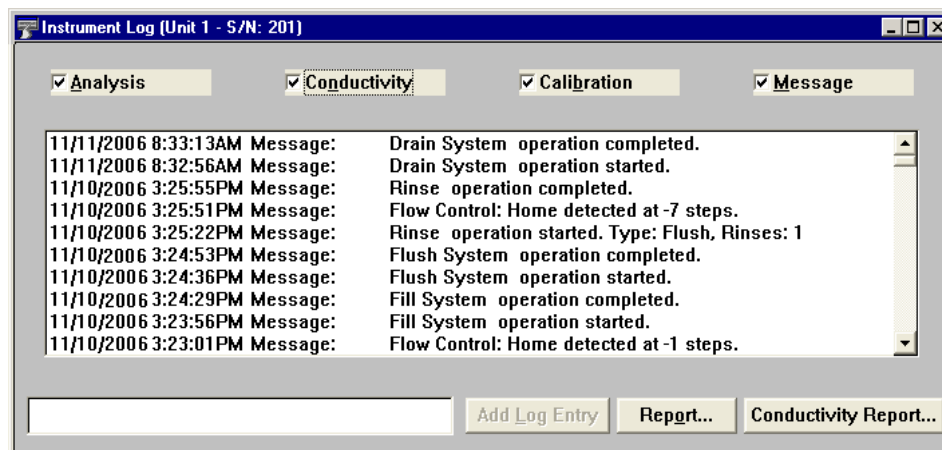 Instrument Log (Unit 1 - S/N: 201)
Analysis Conductivity Calibration Message
11/11/2006 8:33:13AM Message: Drain System operation completed.
11/11/2006 8:32:56AM Message: Drain System operation started.
11/10/2006 3:25:55PM Message: Rinse operation completed.
11/10/2006 3:25:51PM Message: Flow Control: Home detected at -7 steps.
11/10/2006 3:25:22PM Message: Rinse operation started. Type: Flush, Rinses: 1
11/10/2006 3:24:53PM Message: Flush System operation completed.
11/10/2006 3:24:36PM Message: Flush System operation started.
11/10/2006 3:24:29PM Message: Fill System operation completed.
11/10/2006 3:23:56PM Message: Fill System operation started.
11/10/2006 3:23:01PM Message: Flow Control: Home detected at -1 steps.
Add Log Entry Report... Conductivity Report...